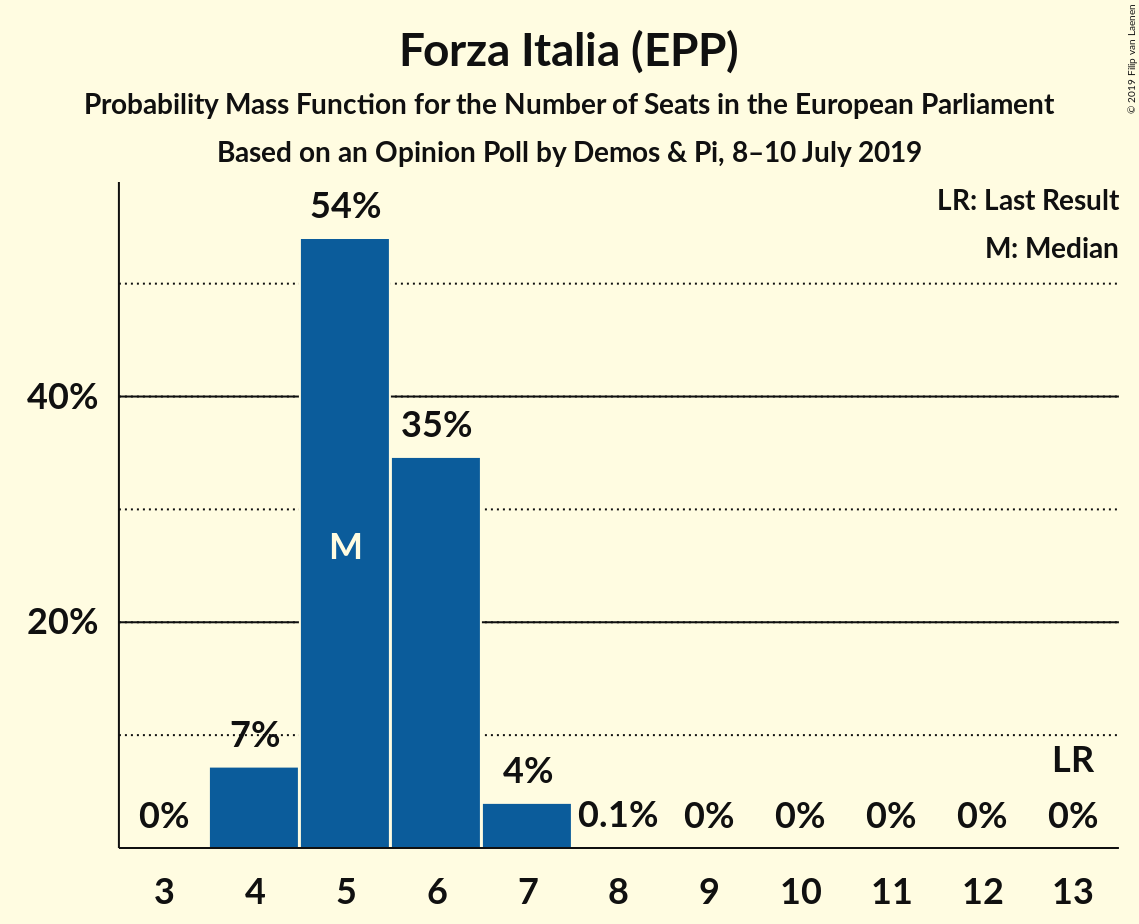 Forza Italia (EPP)
Probability Mass Function for the Number of Seats in the European Parliament
Based on an Opinion Poll by Demos & Pi, 8–10 July 2019
© 2019 Filip van Laenen
LR: Last Result
M: Median
54%
40%
35%
M
20%
7%
4%
LR
0% 0.1% 0% 0% 0% 0% 0%
3 4 5 6 7 8 9 10 11 12 13